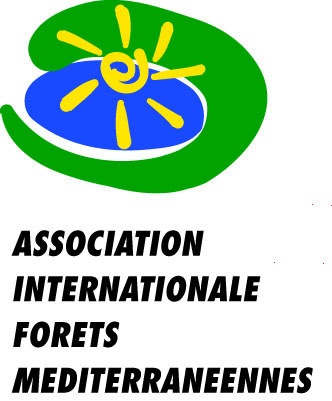 ASSOCIATION
INTERNATIONALE
FORETS
MEDITERRANEENNES